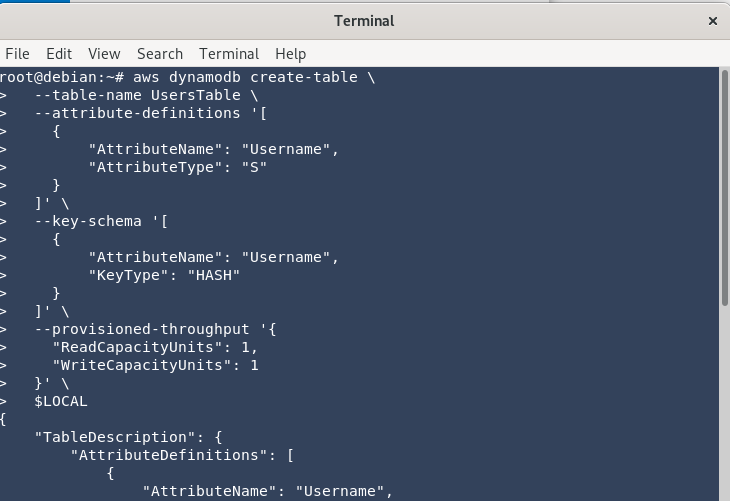 Terminal
×
File Edit View Search Terminal Help
root@debian:~# aws dynamodb create-table \
>   --table-name UsersTable \
>   --attribute-definitions '[
>     {
>         "AttributeName": "Username",
>         "AttributeType": "S"
>     }
>   ]' \
>   --key-schema '[
>     {
>         "AttributeName": "Username",
>         "KeyType": "HASH"
>     }
>   ]' \
>   --provisioned-throughput '{
>     "ReadCapacityUnits": 1,
>     "WriteCapacityUnits": 1
>   }' \
>   $LOCAL
{
    "TableDescription": {
        "AttributeDefinitions": [
            {
                "AttributeName": "Username",